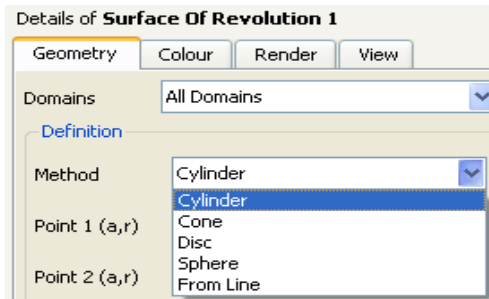 Details of Surface Of Revolution 1
Geometry Colour Render View
Domains All Domains
Definition
Method Cylinder
Cylinder
Cone
Point 1 (a,r)
Disc
Sphere
Point 2 (a,r)
From Line